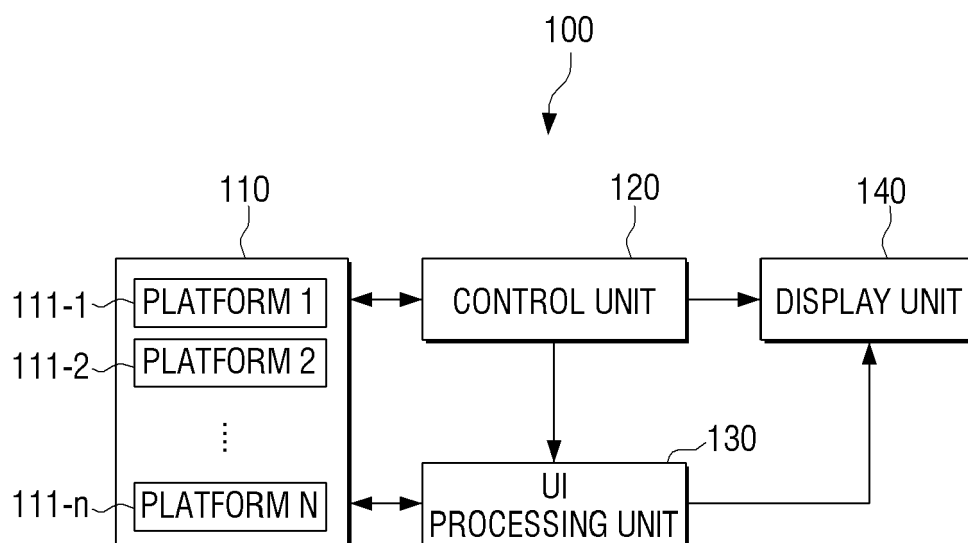 100
110
120
140
111-1
PLATFORM 1
CONTROL UNIT
DISPLAY UNIT
111-2
PLATFORM 2
130
111-n
PLATFORM N
UI
PROCESSING UNIT